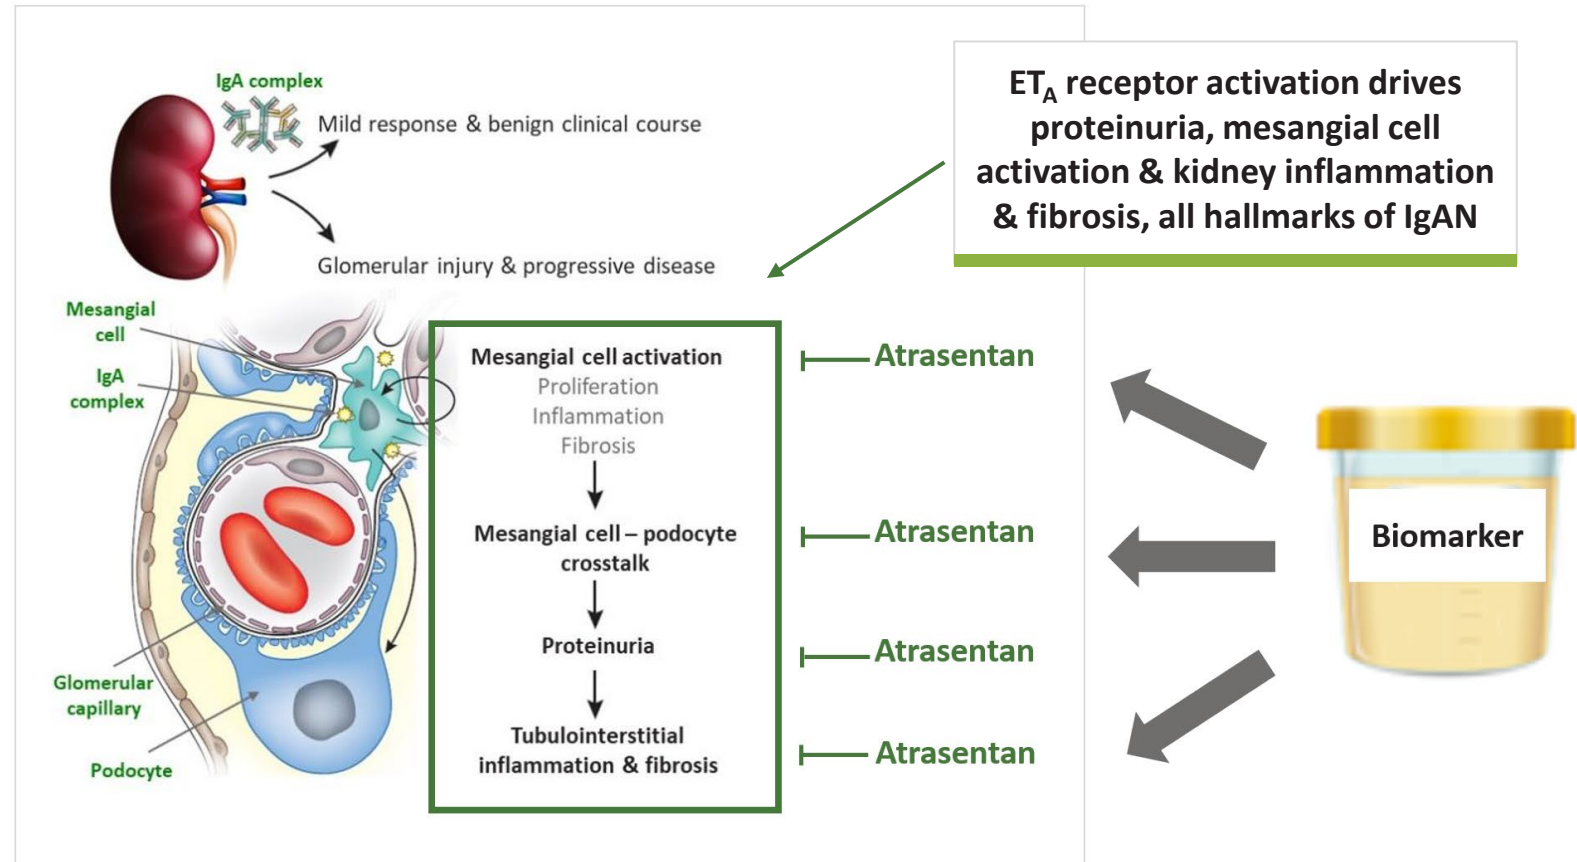 IgA complex
Mild response & benign clinical course
Glomerular injury & progressive disease
ETA receptor activation drives
proteinuria, mesangial cell
activation & kidney inflammation
& fibrosis, all hallmarks of IgAN
Mesangial
cell
IgA
complex
Glomerular
capillary
Podocyte
Mesangial cell activation
Proliferation
Inflammation
Fibrosis
Mesangial cell – podocyte
crosstalk
Proteinuria
Tubulointerstitial
inflammation & fibrosis
Atrasentan
Atrasentan
Atrasentan
Atrasentan
Biomarker